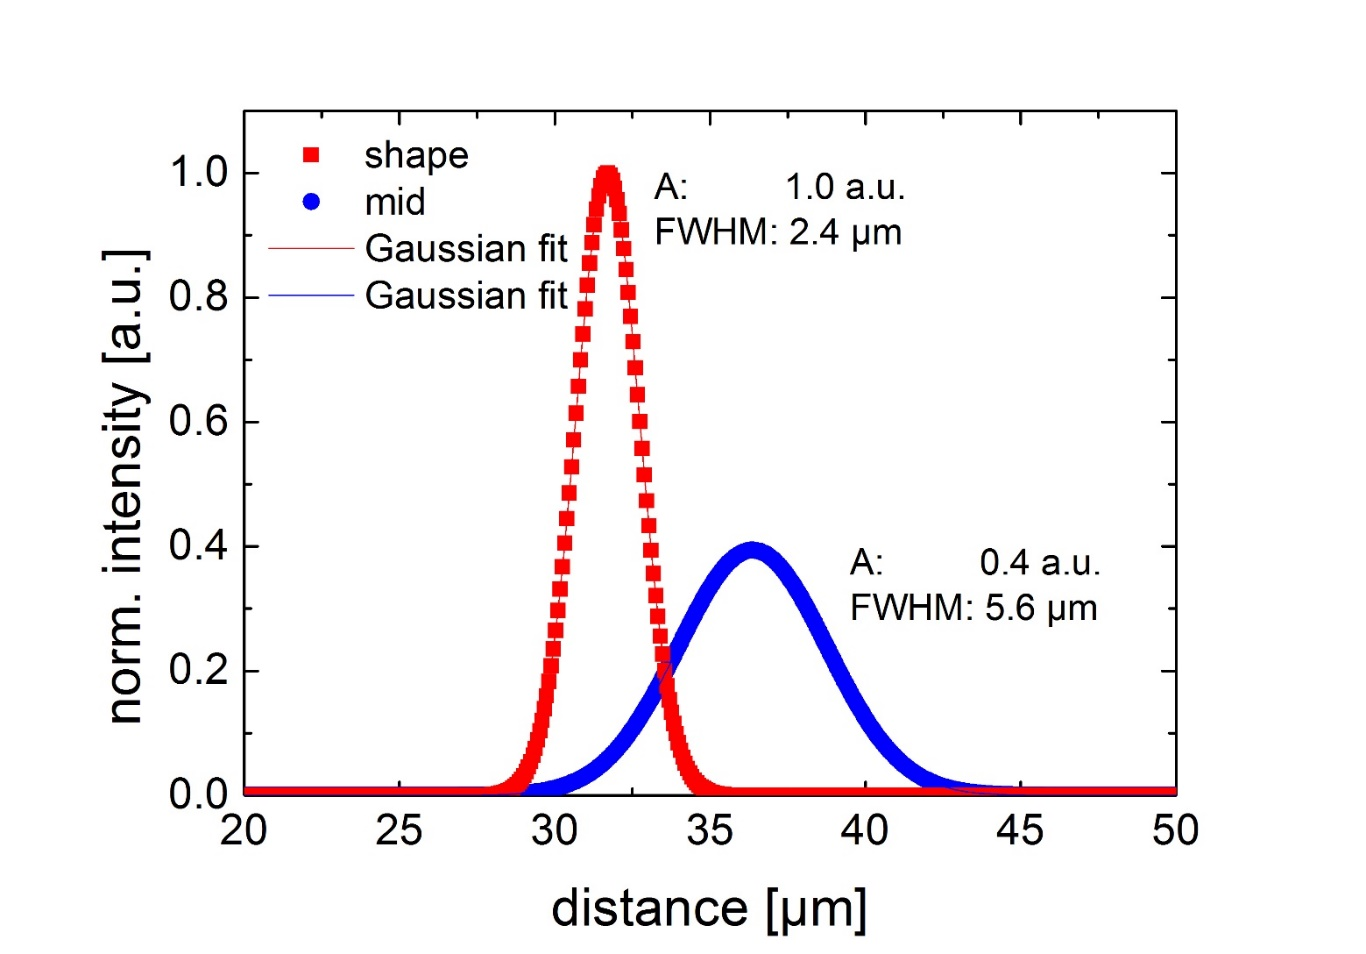 shape
mid
Gaussian fit
Gaussian fit
A: 1.0 a.u.
FWHM: 2.4 µm
A: 0.4 a.u.
FWHM: 5.6 µm
norm. intensity [a.u.]
1.0
0.8
0.6
0.4
0.2
0.0
20 25 30 35 40 45 50
distance [µm]